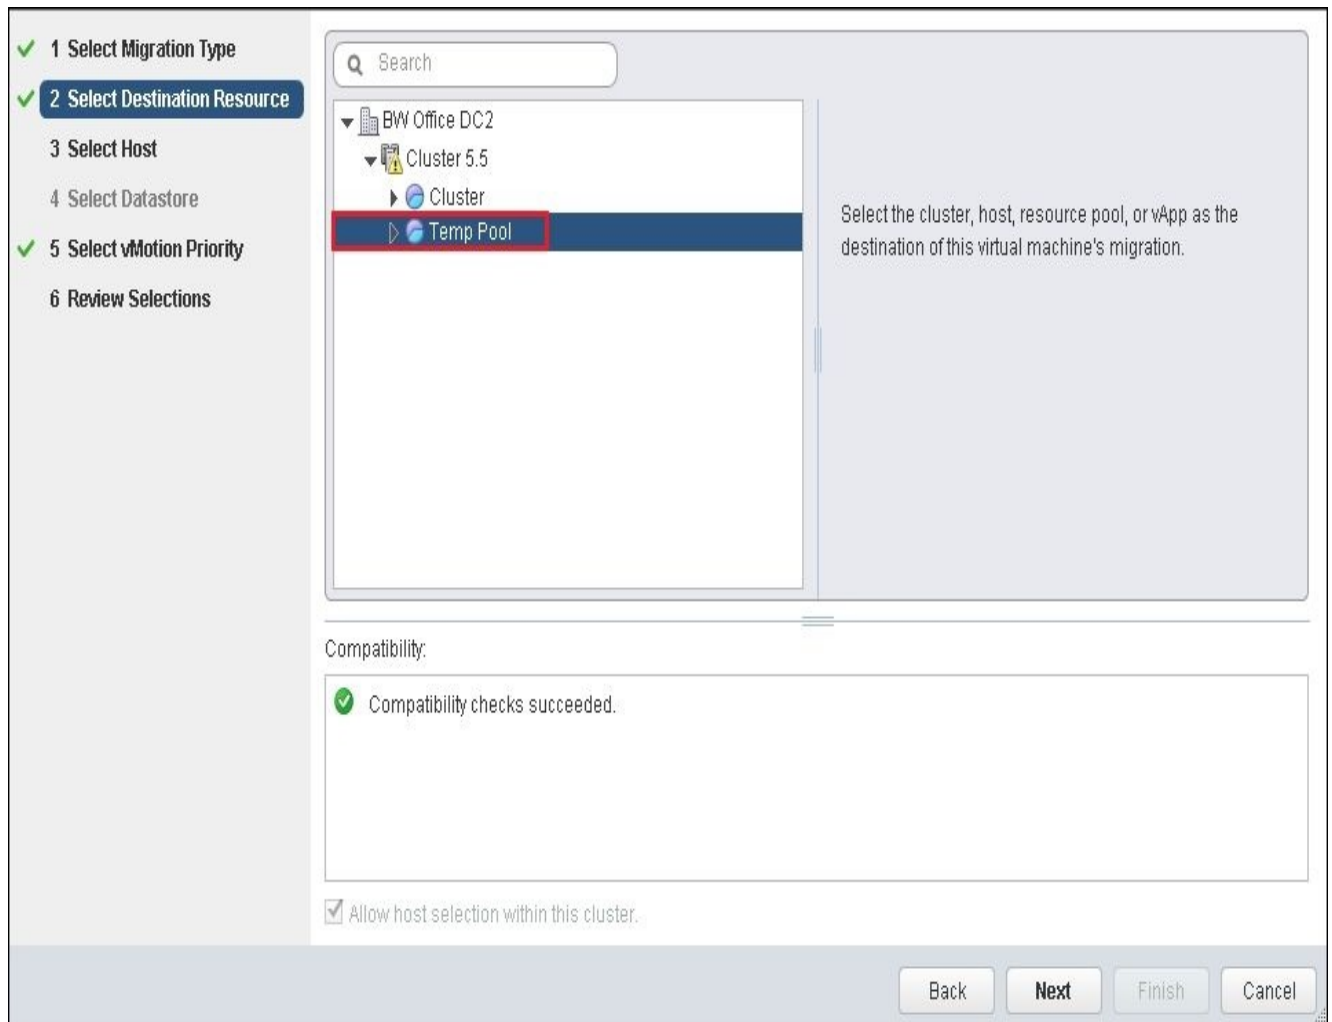 1 Select Migration Type
2 Select Destination Resource
3 Select Host
4 Select Datastore
5 Select vMotion Priority
6 Review Selections
Search
BW Office DC2
Cluster 5.5
Cluster
Temp Pool
Select the cluster, host, resource pool, or vApp as the
destination of this virtual machine's migration.
Compatibility:
Compatibility checks succeeded.
Allow host selection within this cluster.
Back
Next
Finish
Cancel